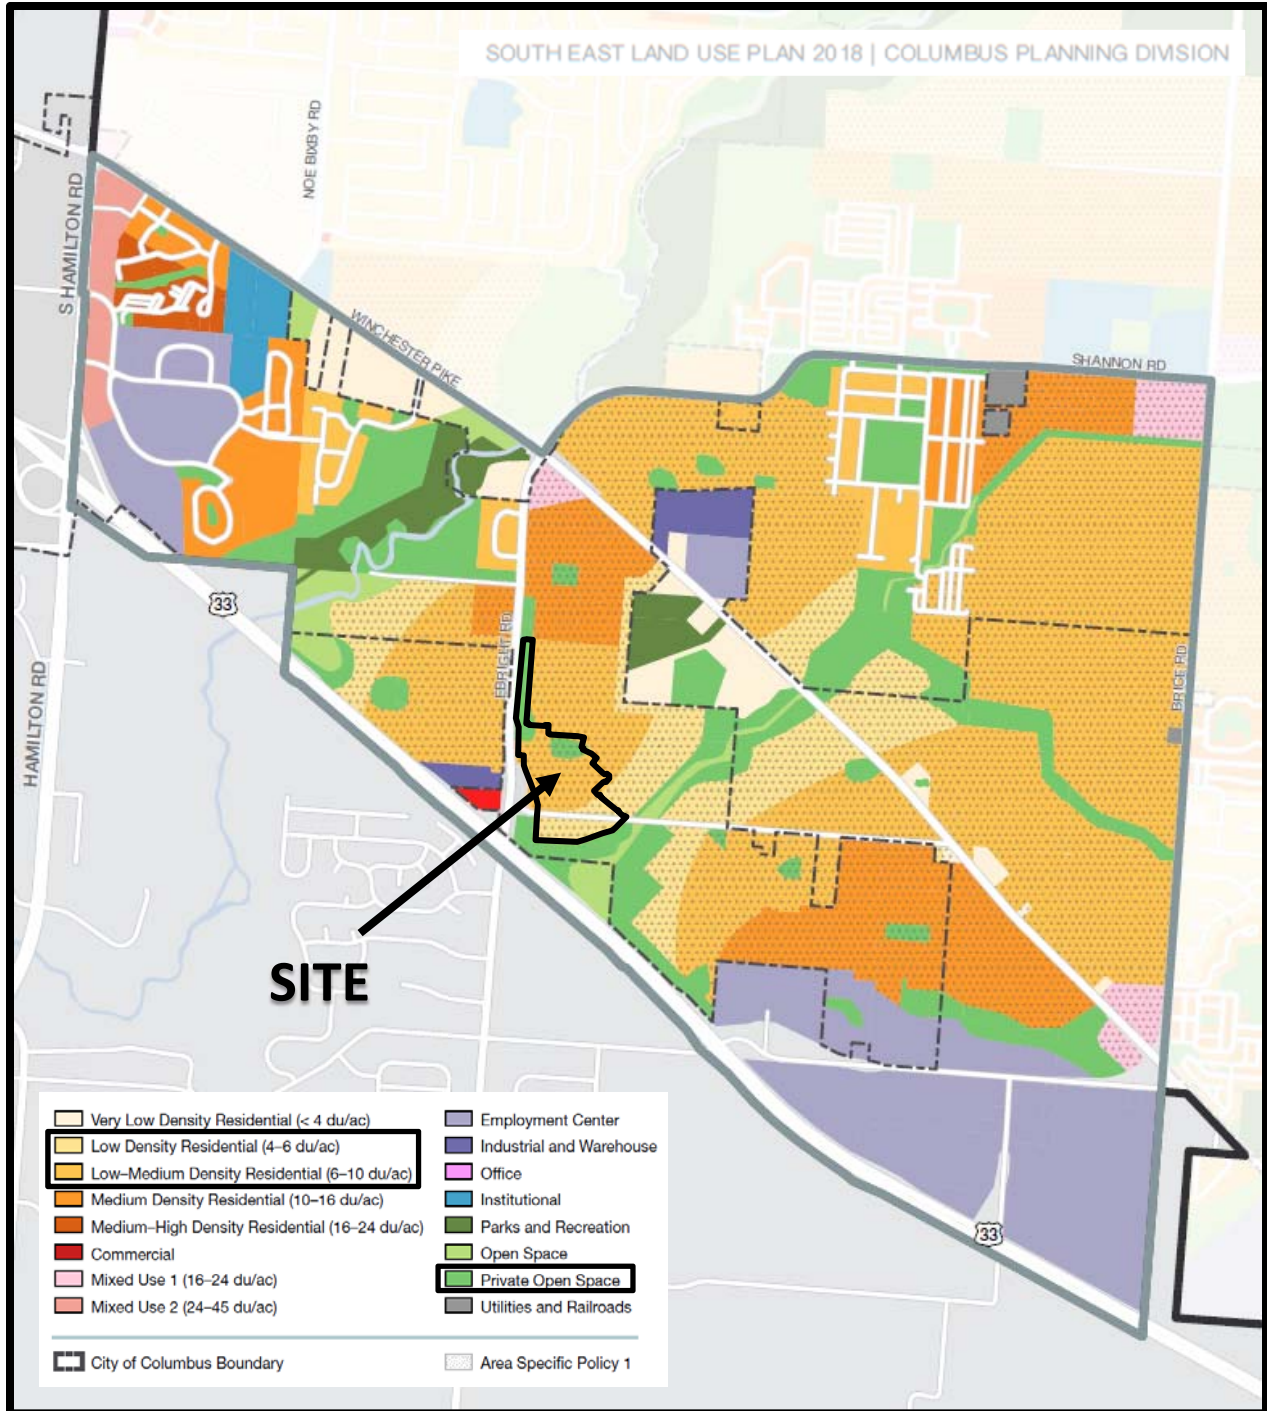 SOUTH EAST LAND USE PLAN 2018 | COLUMBUS PLANNING DIVISION
NOE BIXBY RD
S HAMILTON RD
WINCHESTER PIKE
SHANNON RD
33
EBRIGHT RD
BRICE RD
HAMILTON RD
SITE
33
Very Low Density Residential (< 4 du/ac)
Low Density Residential (4–6 du/ac)
Low–Medium Density Residential (6–10 du/ac)
Medium Density Residential (10–16 du/ac)
Medium–High Density Residential (16–24 du/ac)
Commercial
Mixed Use 1 (16–24 du/ac)
Mixed Use 2 (24–45 du/ac)
Employment Center
Industrial and Warehouse
Office
Institutional
Parks and Recreation
Open Space
Private Open Space
Utilities and Railroads
City of Columbus Boundary
Area Specific Policy 1